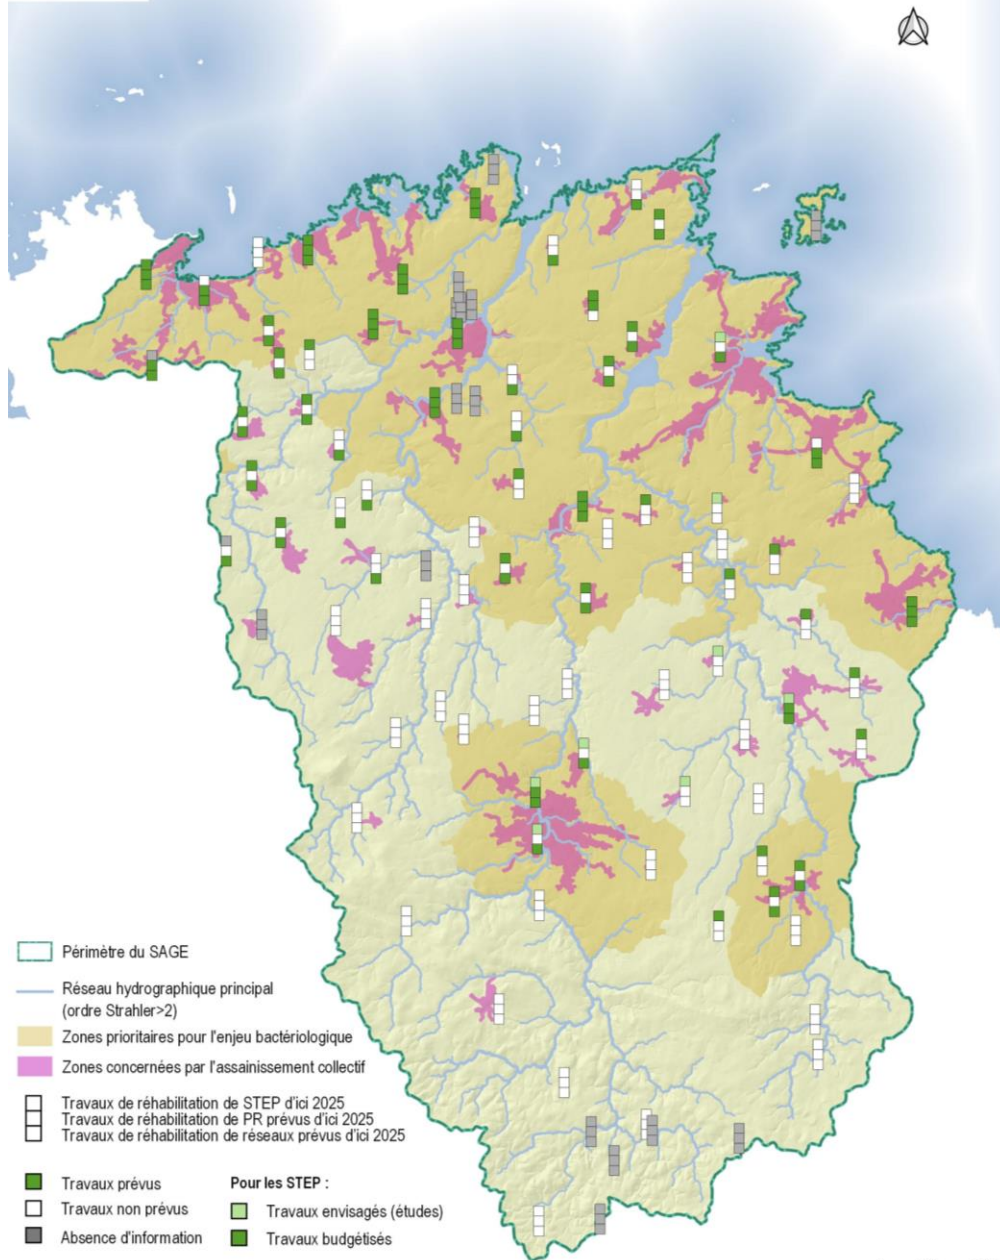 Périmètre du SAGE
Réseau hydrographique principal
(ordre Strahler>2)
Zones prioritaires pour l'enjeu bactériologique
Zones concernées par l'assainissement collectif
Travaux de réhabilitation de STEP d'ici 2025
Travaux de réhabilitation de PR prévus d'ici 2025
Travaux de réhabilitation de réseaux prévus d'ici 2025
Travaux prévus
Travaux non prévus
Absence d'information
Pour les STEP :
Travaux envisagés (études)
Travaux budgétisés